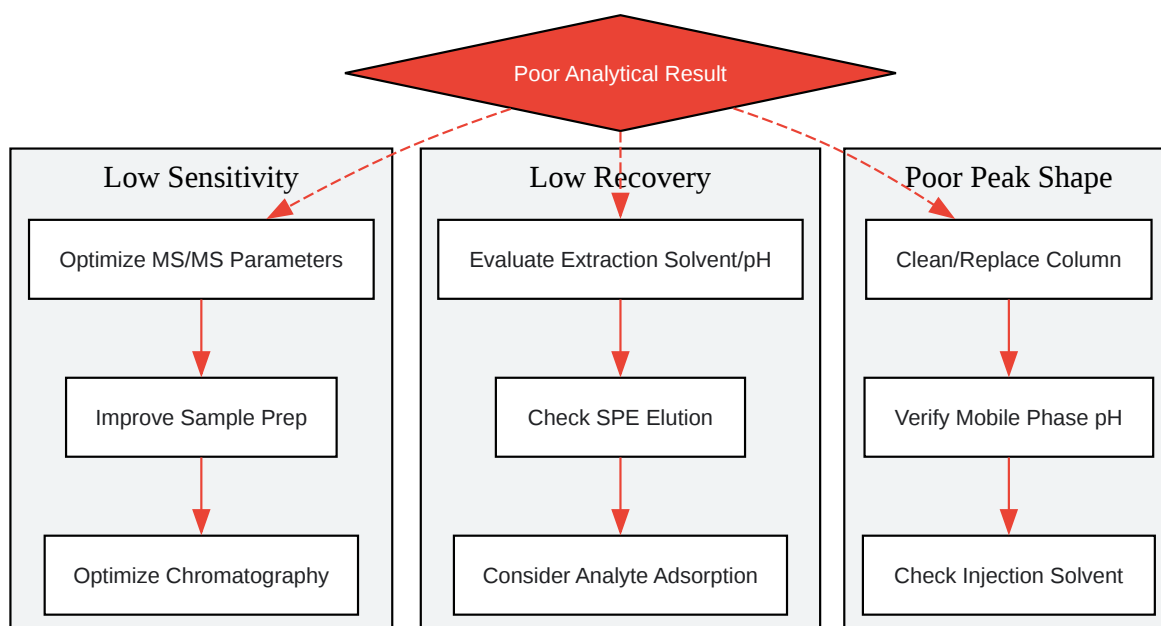 Poor Analytical Result
Low Sensitivity
Optimize MS/MS Parameters
Improve Sample Prep
Optimize Chromatography
Low Recovery
Evaluate Extraction Solvent/pH
Check SPE Elution
Consider Analyte Adsorption
Poor Peak Shape
Clean/Replace Column
Verify Mobile Phase pH
Check Injection Solvent